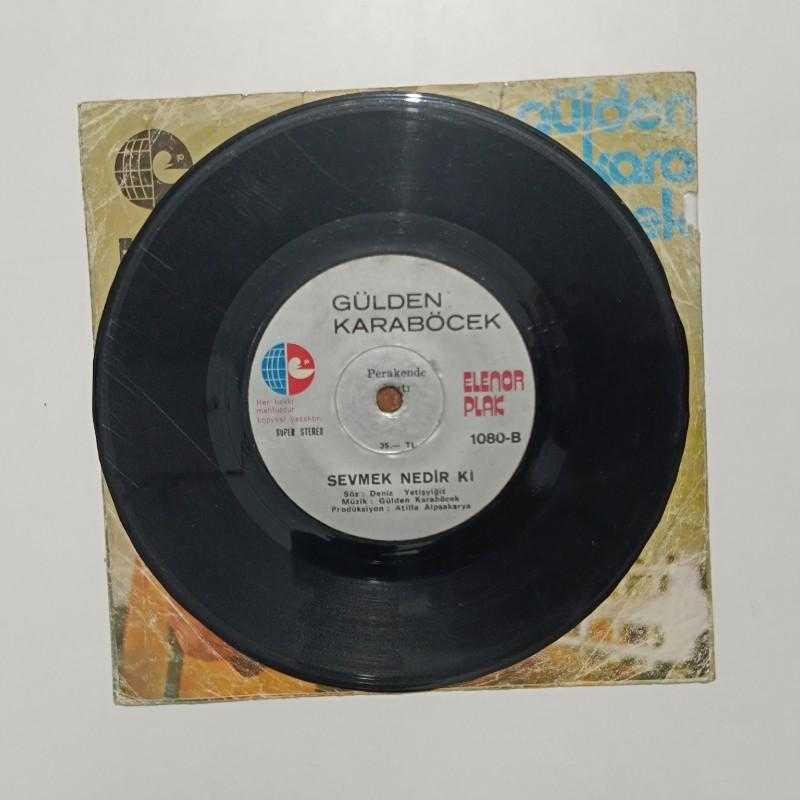 gülden
kara
ek
GÜLDEN
KARABÖCEK
Perakende
ELENOR
PLAK
Her hakkı
mahfuzdur
kopyesi yasaktır.
SUPER STEREO
35.— TL
1080-B
SEVMEK NEDİR Kİ
Söz : Deniz Yetişyiğit
Müzik : Gülden Karaböcek
Prodüksiyon : Atilla Alpsakarya